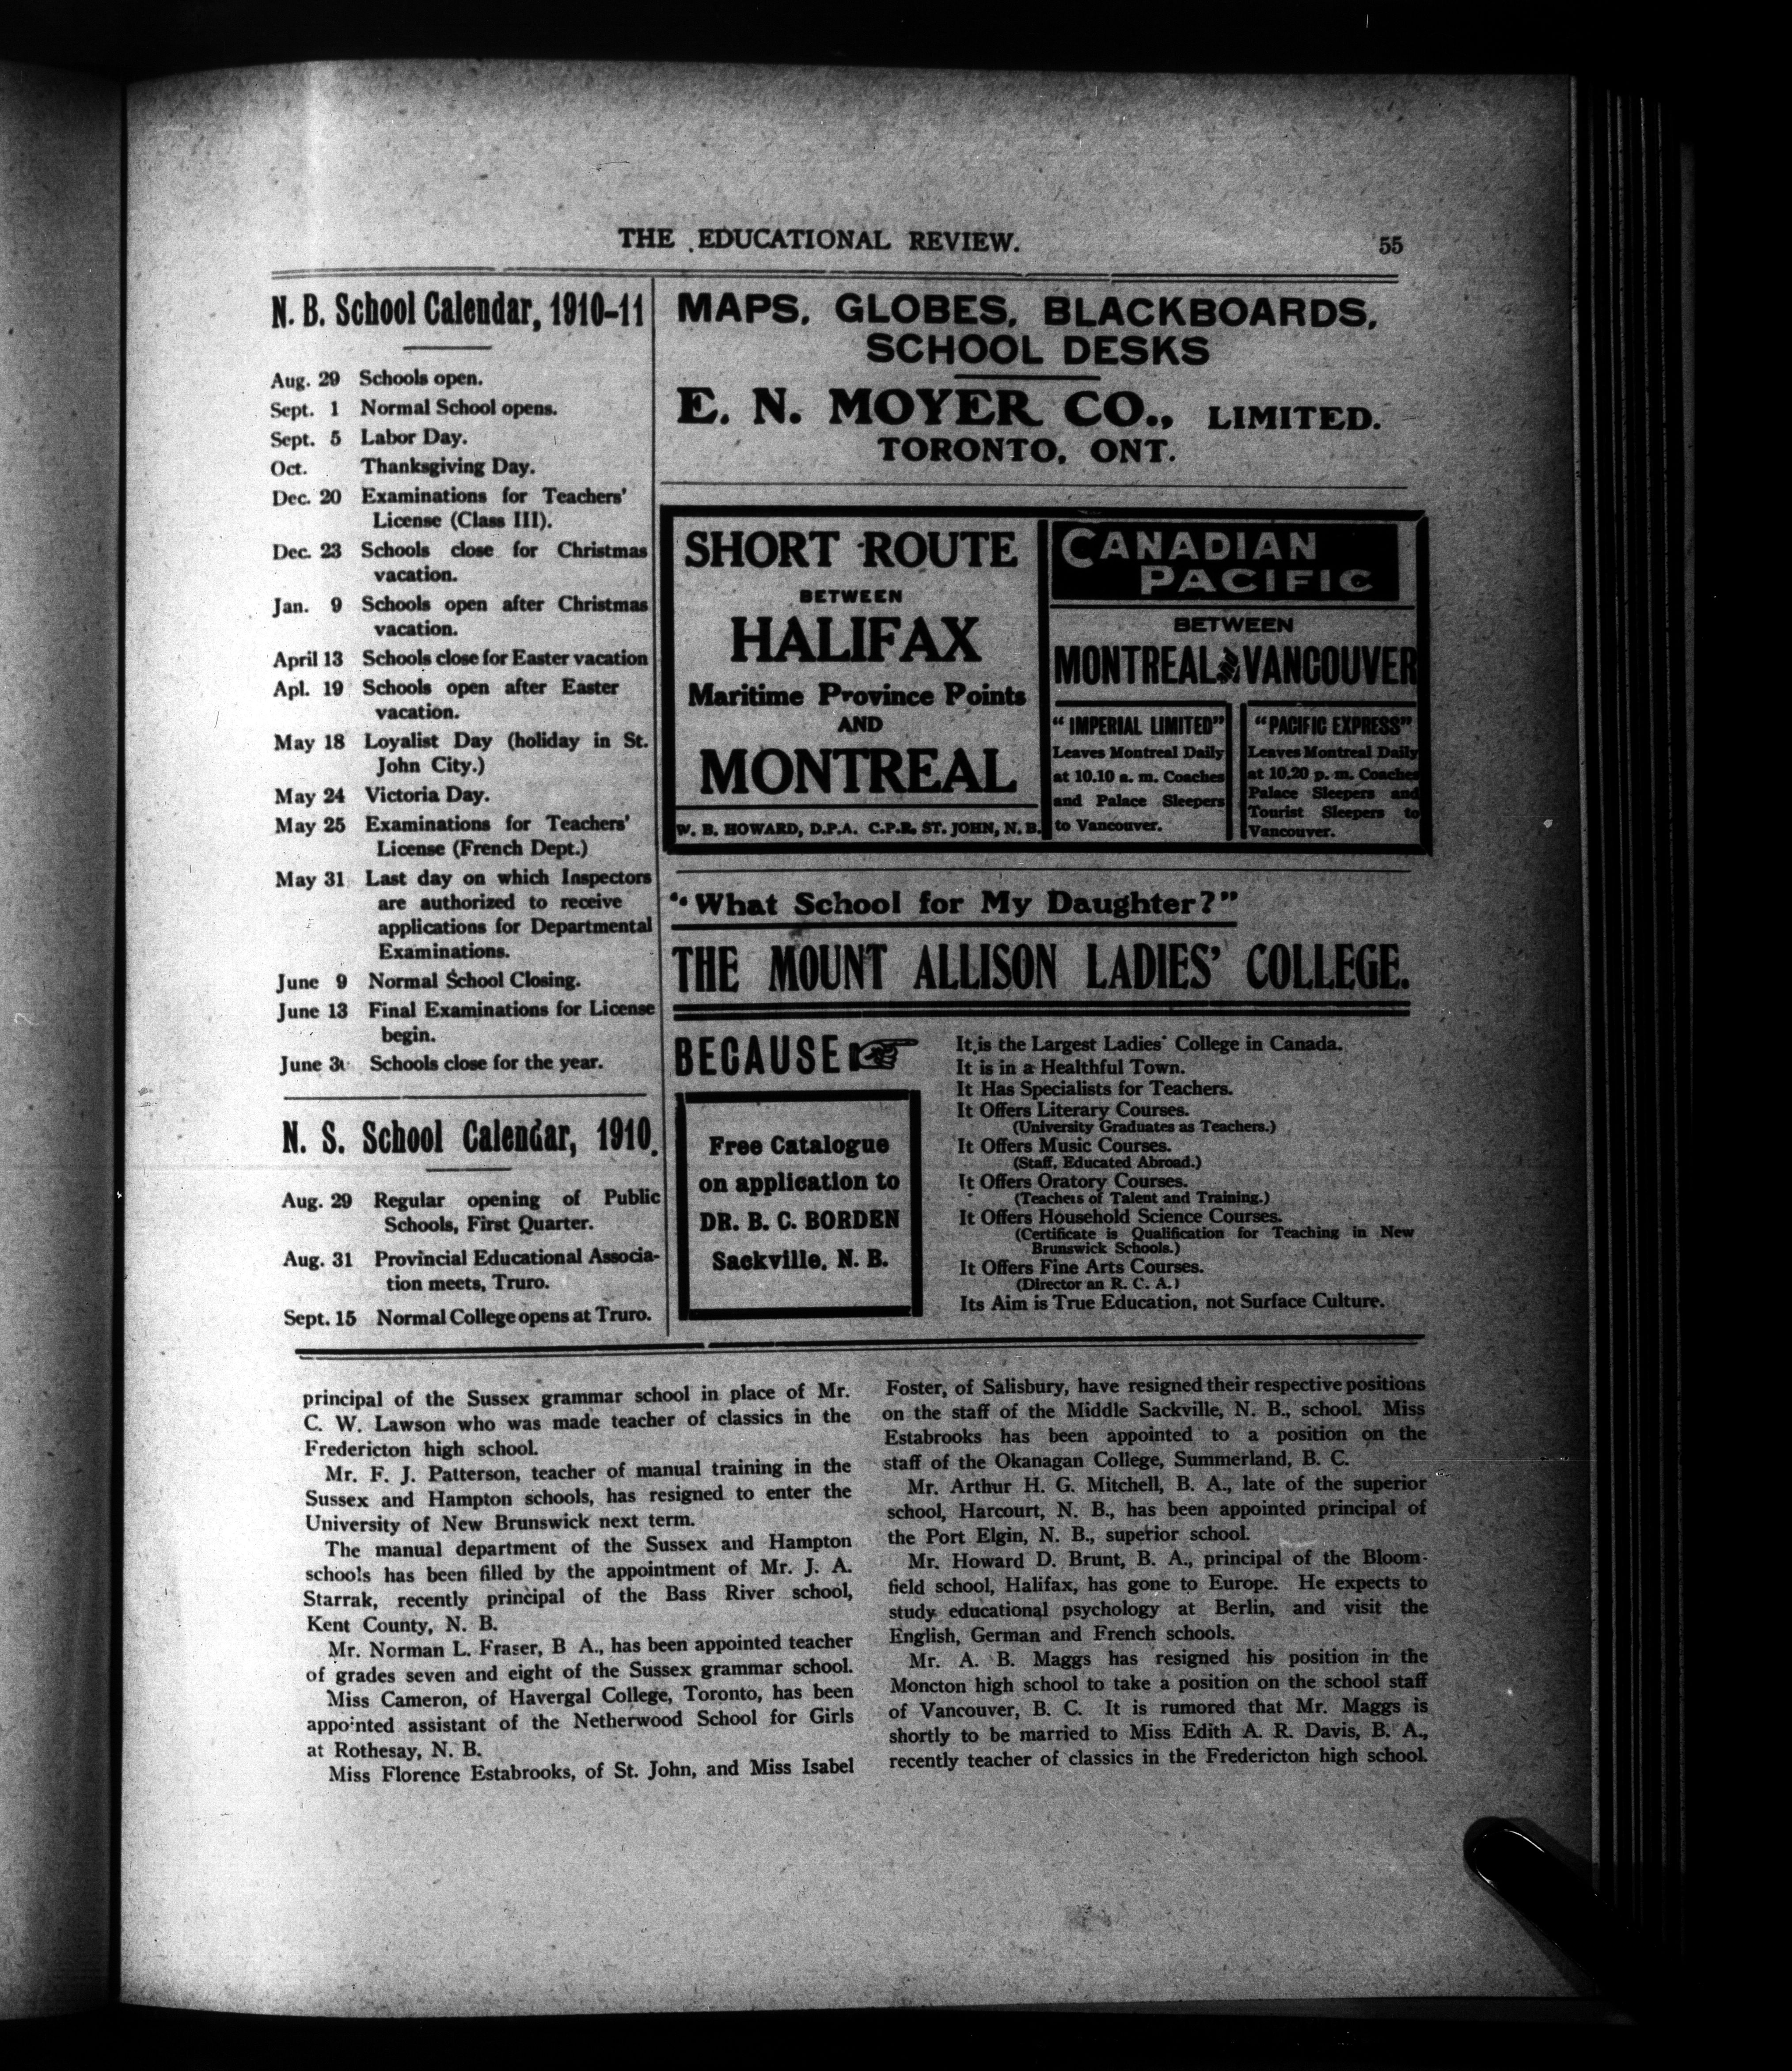 THE EDUCATIONAL REVIEW.
55
N. B. School Calendar, 1910-11
Aug. 29 Schools open.
Sept. 1 Normal School opens.
Sept. 5 Labor Day.
Oct. Thanksgiving Day.
Dec. 20 Examinations for Teachers'
License (Class III).
Dec. 23 Schools close for Christmas
vacation.
Jan. 9 Schools open after Christmas
vacation.
April 13 Schools close for Easter vacation
Apl. 19 Schools open after Easter
vacation.
May 18 Loyalist Day (holiday in St.
John City.)
May 24 Victoria Day.
May 25 Examinations for Teachers'
License (French Dept.)
May 31 Last day on which Inspectors
are authorized to receive
applications for Departmental
Examinations.
June 9 Normal School Closing.
June 13 Final Examinations for License
begin.
June Schools close for the year.
N. S. School Calendar, 1910.
Aug. 29 Regular opening of Public
Schools, First Quarter.
Aug. 31 Provincial Educational Associa-
tion meets, Truro.
Sept. 15 Normal College opens at Truro.
MAPS, GLOBES, BLACKBOARDS,
SCHOOL DESKS
E. N. MOYER CO., LIMITED.
TORONTO, ONT.
SHORT ROUTE
BETWEEN
HALIFAX
Maritime Province Points
AND
MONTREAL
W. B. HOWARD, D.P.A. C.P.R. ST. JOHN, N. B.
CANADIAN
PACIFIC
BETWEEN
MONTREAL and VANCOUVER
"IMPERIAL LIMITED"
Leaves Montreal Daily
at 10.10 a. m. Coaches
and Palace Sleepers
to Vancouver.
"PACIFIC EXPRESS"
Leaves Montreal Daily
at 10.20 p. m. Coaches
Palace Sleepers and
Tourist Sleepers to
Vancouver.
"What School for My Daughter?"
THE MOUNT ALLISON LADIES' COLLEGE.
BECAUSE
Free Catalogue
on application to
DR. B. C. BORDEN
Sackville, N. B.
It is the Largest Ladies' College in Canada.
It is in a Healthful Town.
It Has Specialists for Teachers.
It Offers Literary Courses.
(University Graduates as Teachers.)
It Offers Music Courses.
(Staff, Educated Abroad.)
It Offers Oratory Courses.
(Teachers of Talent and Training.)
It Offers Household Science Courses.
(Certificate is Qualification for Teaching in New
Brunswick Schools.)
It Offers Fine Arts Courses.
(Director an R. C. A.)
Its Aim is True Education, not Surface Culture.
principal of the Sussex grammar school in place of Mr.
C. W. Lawson who was made teacher of classics in the
Fredericton high school.
Mr. F. J. Patterson, teacher of manual training in the
Sussex and Hampton schools, has resigned to enter the
University of New Brunswick next term.
The manual department of the Sussex and Hampton
schools has been filled by the appointment of Mr. J. A.
Starrak, recently principal of the Bass River school,
Kent County, N. B.
Mr. Norman L. Fraser, B A., has been appointed teacher
of grades seven and eight of the Sussex grammar school.
Miss Cameron, of Havergal College, Toronto, has been
appointed assistant of the Netherwood School for Girls
at Rothesay, N. B.
Miss Florence Estabrooks, of St. John, and Miss Isabel
Foster, of Salisbury, have resigned their respective positions
on the staff of the Middle Sackville, N. B., school. Miss
Estabrooks has been appointed to a position on the
staff of the Okanagan College, Summerland, B. C.
Mr. Arthur H. G. Mitchell, B. A., late of the superior
school, Harcourt, N. B., has been appointed principal of
the Port Elgin, N. B., superior school.
Mr. Howard D. Brunt, B. A., principal of the Bloom-
field school, Halifax, has gone to Europe. He expects to
study educational psychology at Berlin, and visit the
English, German and French schools.
Mr. A. B. Maggs has resigned his position in the
Moncton high school to take a position on the school staff
of Vancouver, B. C. It is rumored that Mr. Maggs is
shortly to be married to Miss Edith A. R. Davis, B. A.,
recently teacher of classics in the Fredericton high school.